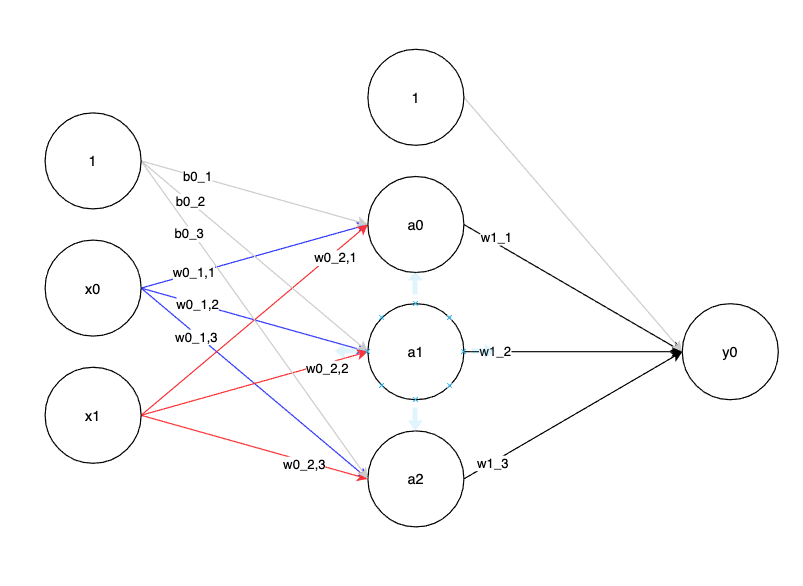 1
1
b0_1
b0_2
a0
b0_3
w1_1
w0_2,1
w0_1,1
x0
w0_1,2
w0_1,3
a1
w1_2
y0
w0_2,2
x1
w0_2,3
w1_3
a2